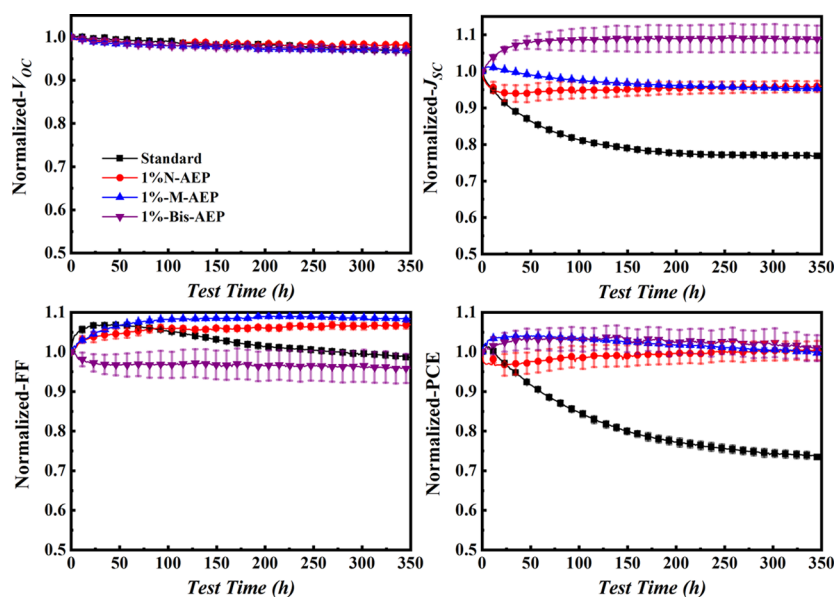 Normalized-V_OC
1.0
0.9
0.8
0.7
0.6
0.5
Standard
1%N-AEP
1%-M-AEP
1%-Bis-AEP
0 50 100 150 200 250 300 350
Test Time (h)
Normalized-J_SC
1.1
1.0
0.9
0.8
0.7
0.6
0.5
0 50 100 150 200 250 300 350
Test Time (h)
Normalized-FF
1.1
1.0
0.9
0.8
0.7
0.6
0.5
0 50 100 150 200 250 300 350
Test Time (h)
Normalized-PCE
1.1
1.0
0.9
0.8
0.7
0.6
0.5
0 50 100 150 200 250 300 350
Test Time (h)